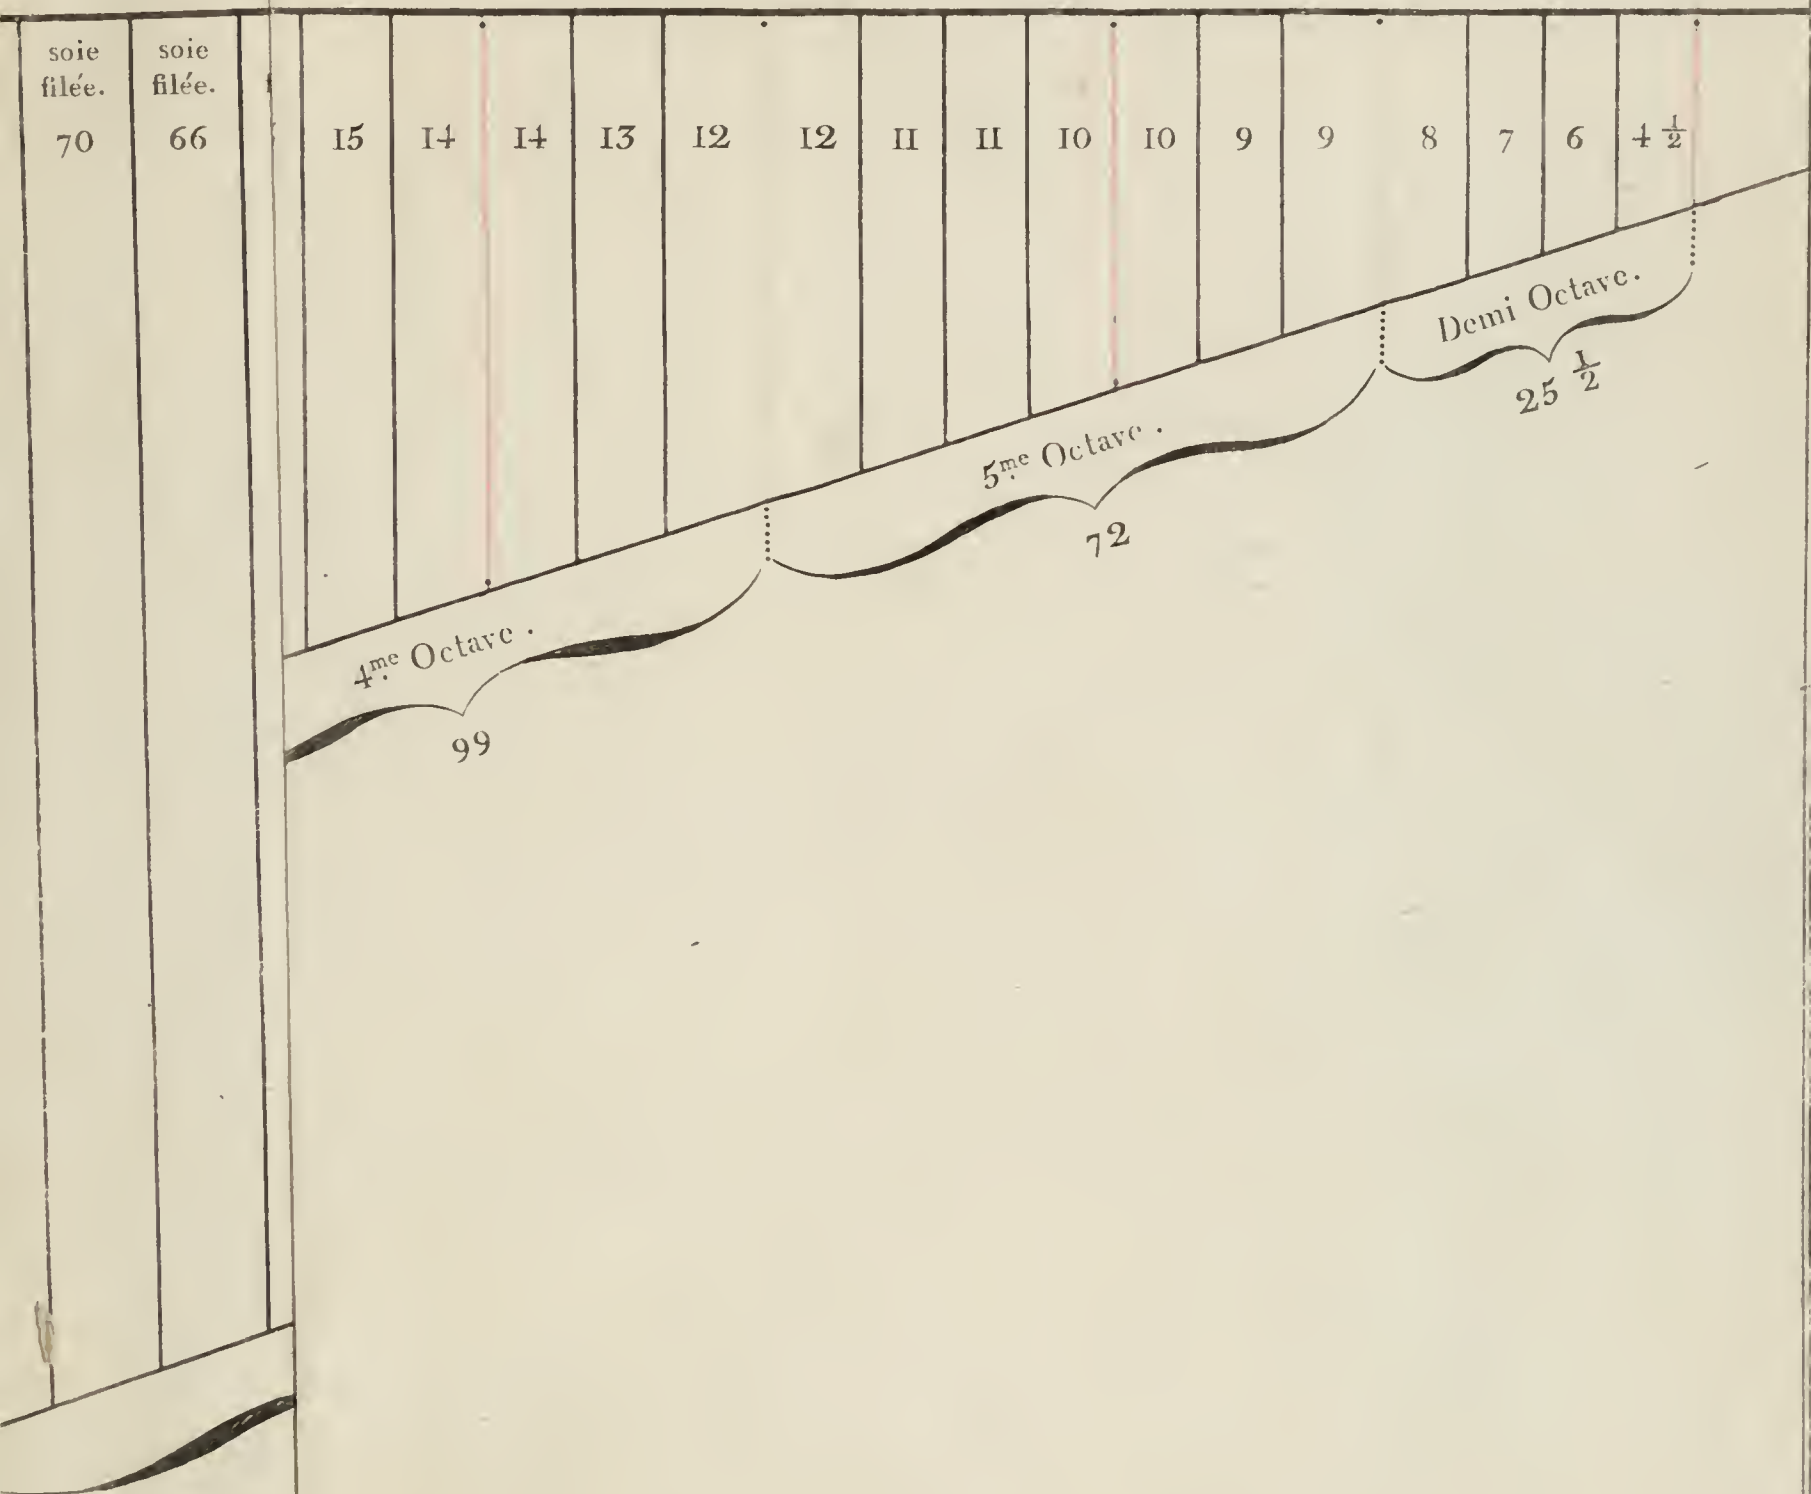 soie filée. 70
soie filée. 66
15 14 14 13 12 12 11 11 10 10 9 9 8 7 6 4 1/2
Demi Octave.
25 1/2
5.me Octave.
72
4.me Octave.
99